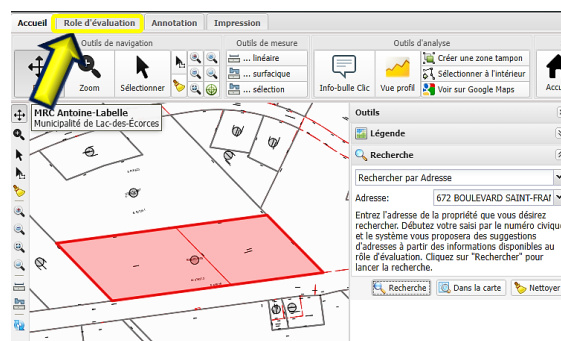 Accueil Role d'évaluation Annotation Impression
Outils de navigation Outils de mesure Outils d'analyse
... linéaire
Créer une zone tampon
... surfacique
Sélectionner à l'intérieur
Zoom Sélectionner ... sélection Info-bulle Clic Vue profil Voir sur Google Maps Accu
MRC Antoine-Labelle
Municipalité de Lac-des-Écorces
Outils
Légende
Recherche
Rechercher par Adresse
Adresse: 672 BOULEVARD SAINT-FRAI
Entrez l'adresse de la propriété que vous désirez
rechercher. Débutez votre saisi par le numéro civique
et le système vous proposera des suggestions
d'adresses à partir des informations disponibles au
rôle d'évaluation. Cliquez sur "Rechercher" pour
lancer la recherche.
Recherche Dans la carte Nettoyer